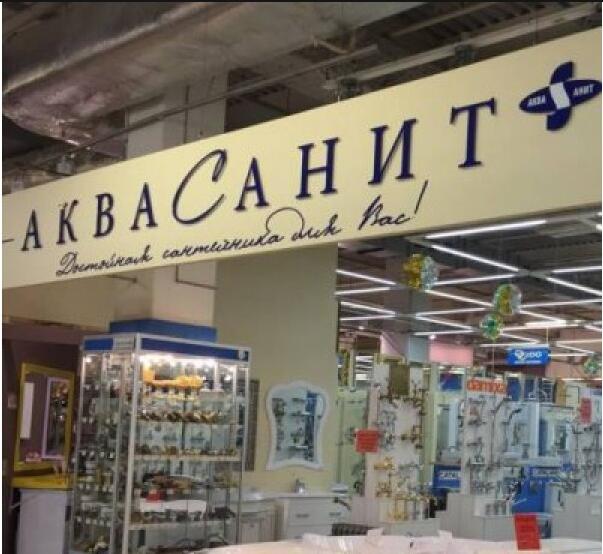 АКВАСАНИТ
АКВА АНИТ
Достойная сантехника для Вас!
damixa